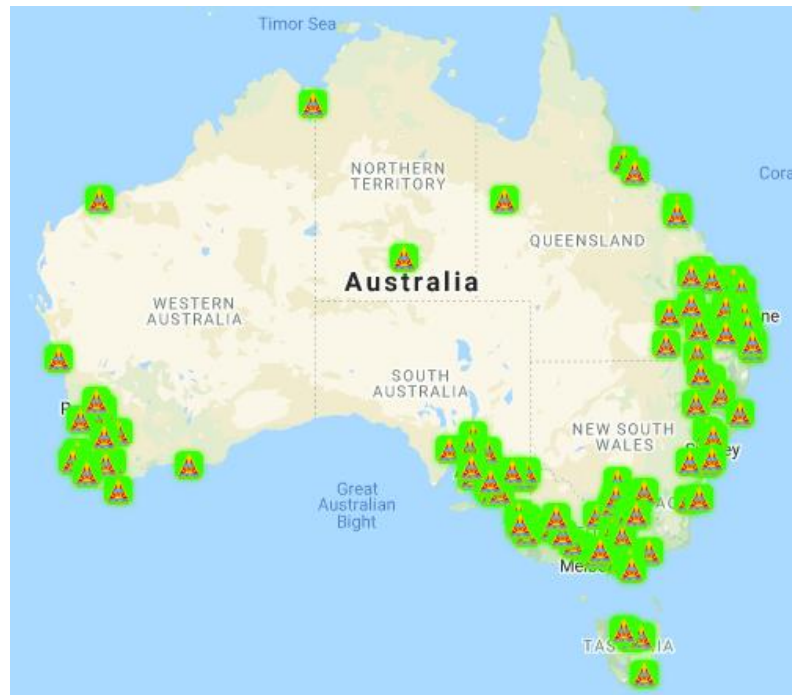 Timor Sea
NORTHERN
TERRITORY
QUEENSLAND
Australia
WESTERN
AUSTRALIA
SOUTH
AUSTRALIA
NEW SOUTH
WALES
Great
Australian
Bight